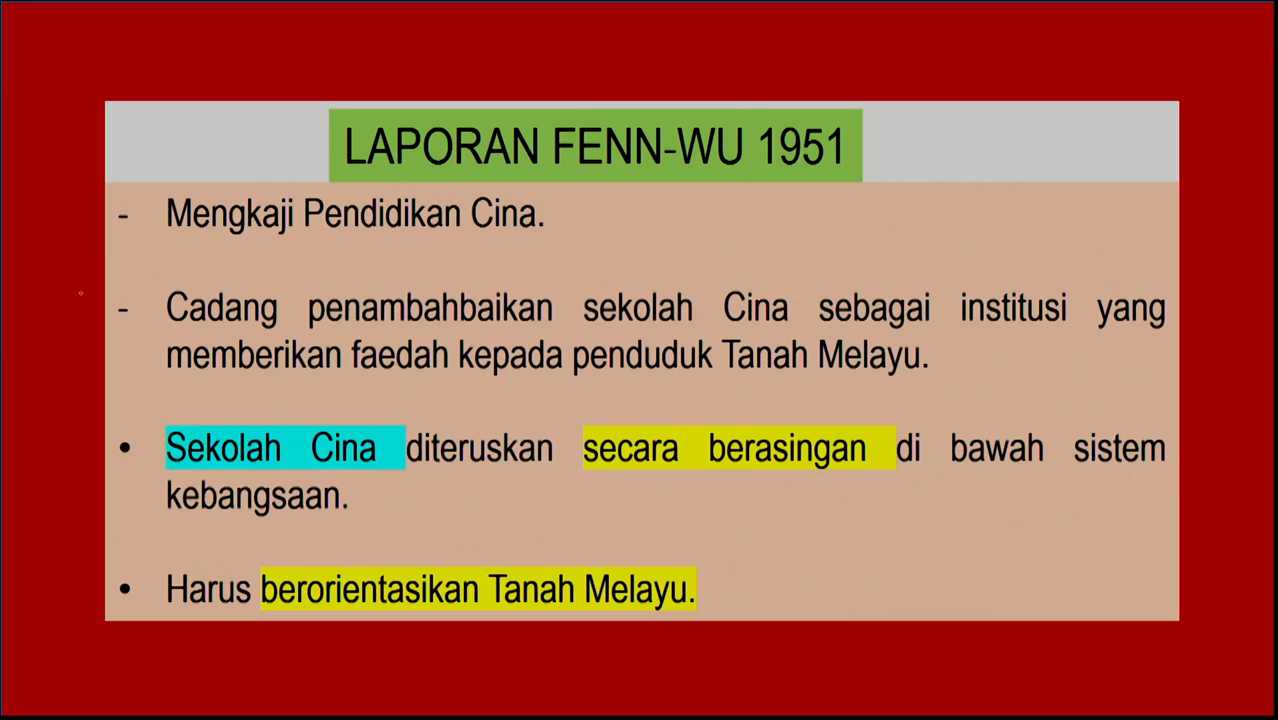 LAPORAN FENN-WU 1951
- Mengkaji Pendidikan Cina.
- Cadang penambahbaikan sekolah Cina sebagai institusi yang
memberikan faedah kepada penduduk Tanah Melayu.
• Sekolah Cina diteruskan secara berasingan di bawah sistem
kebangsaan.
• Harus berorientasikan Tanah Melayu.